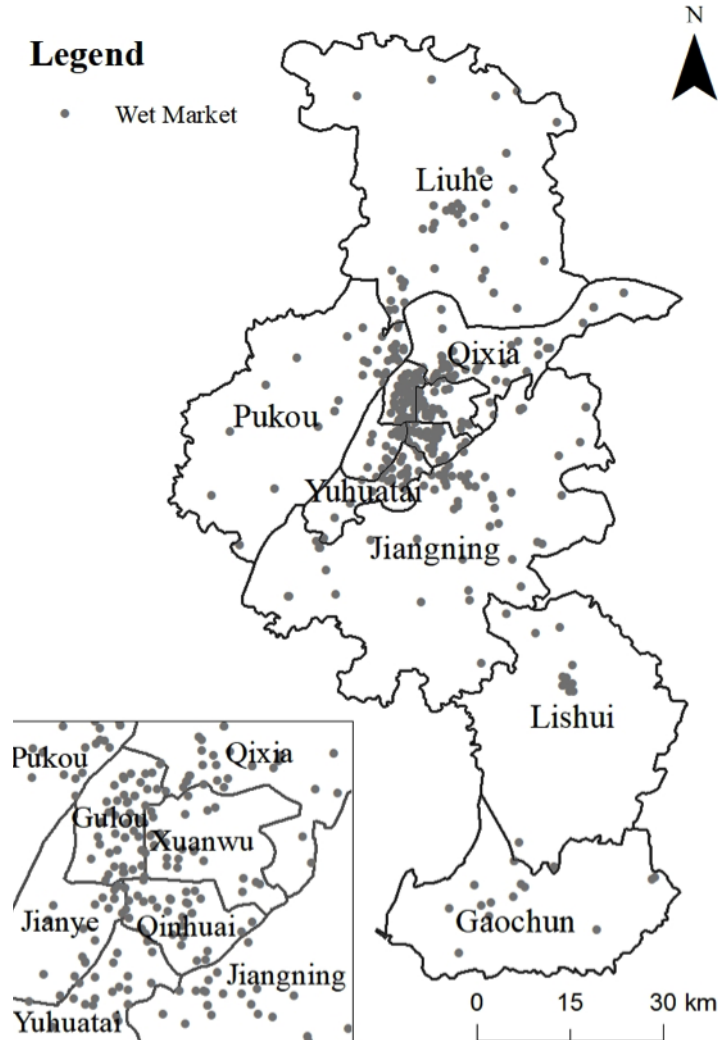 N
Legend
Wet Market
Liuhe
Qixia
Pukou
Yuhuatai
Jiangning
Lishui
Gaochun
0 15 30 km
Pukou
Qixia
Gulou
Xuanwu
Jianye
Qinhuai
Jiangning
Yuhuatai